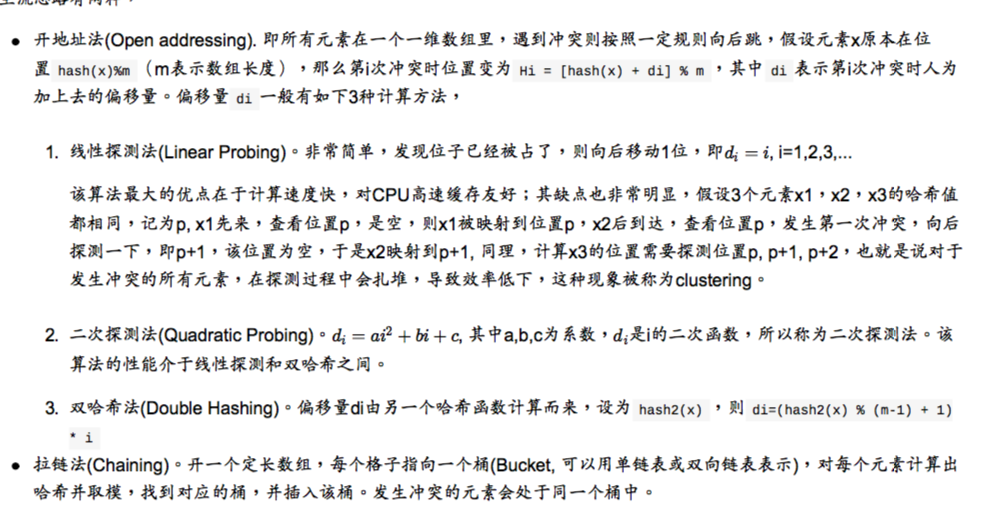 • 开地址法(Open addressing). 即所有元素在一个一维数组里，遇到冲突则按照一定规则向后跳，假设元素x原本在位
置 hash(x)%m （m表示数组长度），那么第i次冲突时位置变为 Hi = [hash(x) + di] % m ，其中 di 表示第i次冲突时人为
加上去的偏移量。偏移量 di 一般有如下3种计算方法，
1. 线性探测法(Linear Probing)。非常简单，发现位子已经被占了，则向后移动1位，即dᵢ = i, i=1,2,3,...
该算法最大的优点在于计算速度快，对CPU高速缓存友好；其缺点也非常明显，假设3个元素x1，x2，x3的哈希值
都相同，记为p, x1先来，查看位置p，是空，则x1被映射到位置p，x2后到达，查看位置p，发生第一次冲突，向后
探测一下，即p+1，该位置为空，于是x2映射到p+1, 同理，计算x3的位置需要探测位置p, p+1, p+2，也就是说对于
发生冲突的所有元素，在探测过程中会扎堆，导致效率低下，这种现象被称为clustering。
2. 二次探测法(Quadratic Probing)。dᵢ = ai² + bi + c, 其中a,b,c为系数，dᵢ是i的二次函数，所以称为二次探测法。该
算法的性能介于线性探测和双哈希之间。
3. 双哈希法(Double Hashing)。偏移量di由另一个哈希函数计算而来，设为 hash2(x) ，则 di=(hash2(x) % (m-1) + 1)
* i
• 拉链法(Chaining)。开一个定长数组，每个格子指向一个桶(Bucket, 可以用单链表或双向链表表示)，对每个元素计算出
哈希并取模，找到对应的桶，并插入该桶。发生冲突的元素会处于同一个桶中。